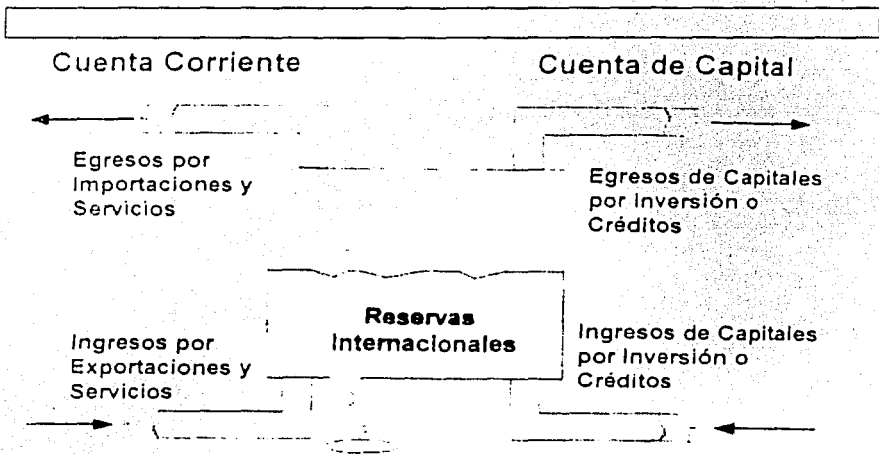 Cuenta Corriente
Cuenta de Capital
Egresos por
Importaciones y
Servicios
Egresos de Capitales
por Inversión o
Créditos
Reservas
Internacionales
Ingresos por
Exportaciones y
Servicios
Ingresos de Capitales
por Inversión o
Créditos